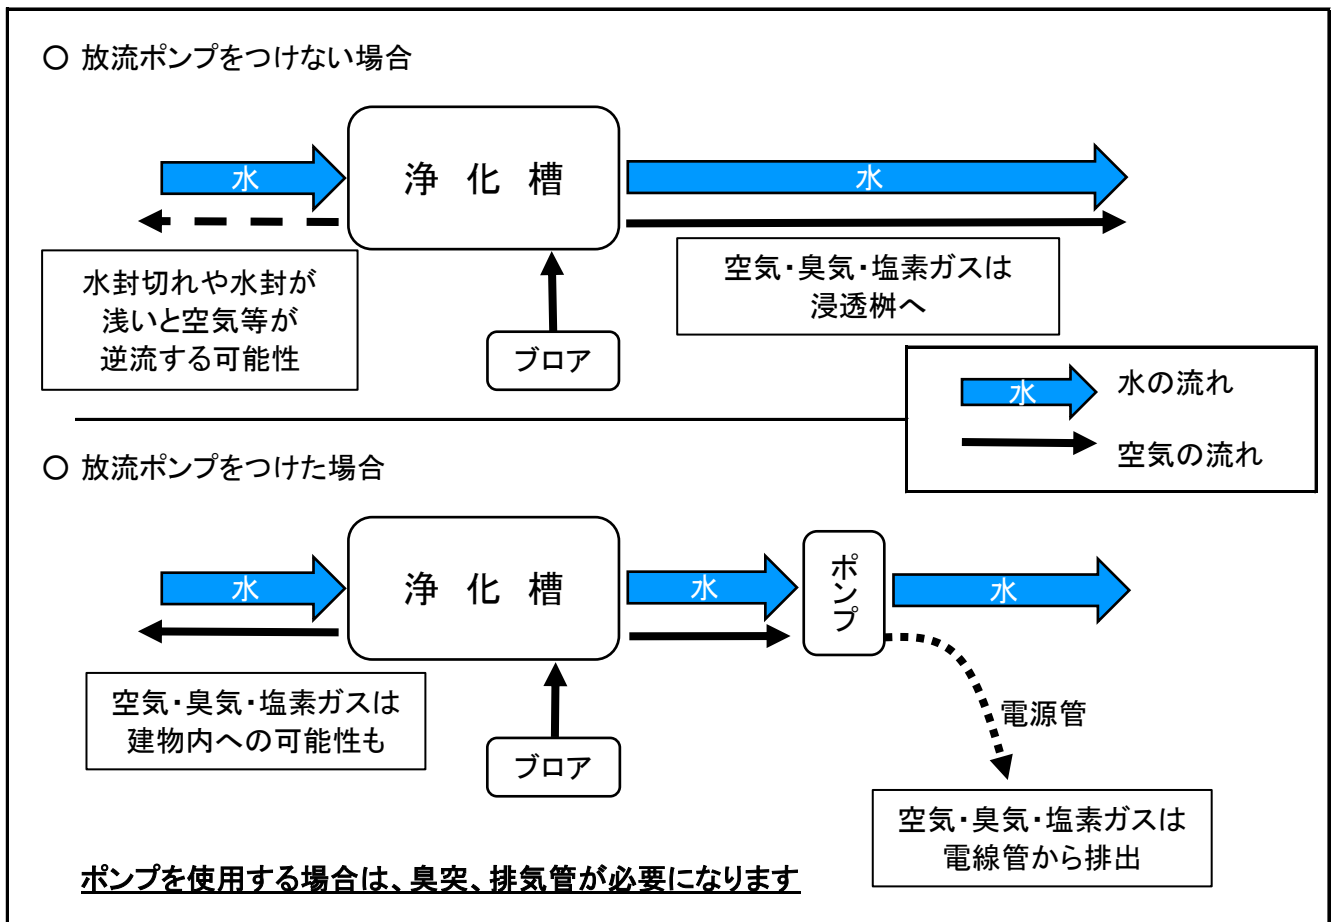 ○ 放流ポンプをつけない場合
水
浄 化 槽
水
水封切れや水封が
浅いと空気等が
逆流する可能性
ブロア
空気・臭気・塩素ガスは
浸透桝へ
水
水の流れ
空気の流れ
○ 放流ポンプをつけた場合
水
浄 化 槽
水
ポンプ
水
空気・臭気・塩素ガスは
建物内への可能性も
ブロア
電源管
空気・臭気・塩素ガスは
電線管から排出
ポンプを使用する場合は、臭突、排気管が必要になります